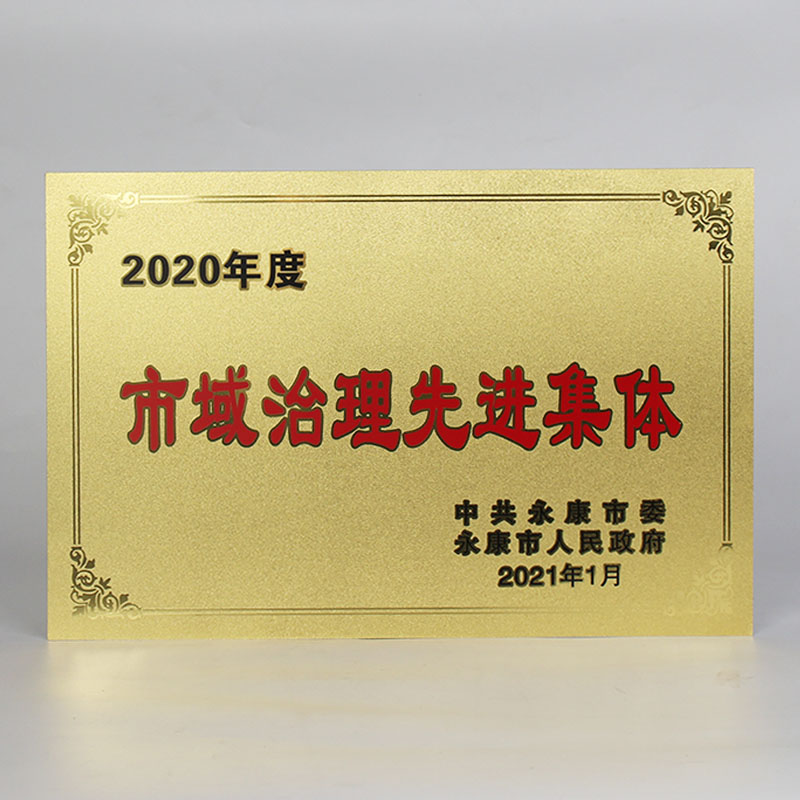 2020年度
市域治理先进集体
中共永康市委
永康市人民政府
2021年1月